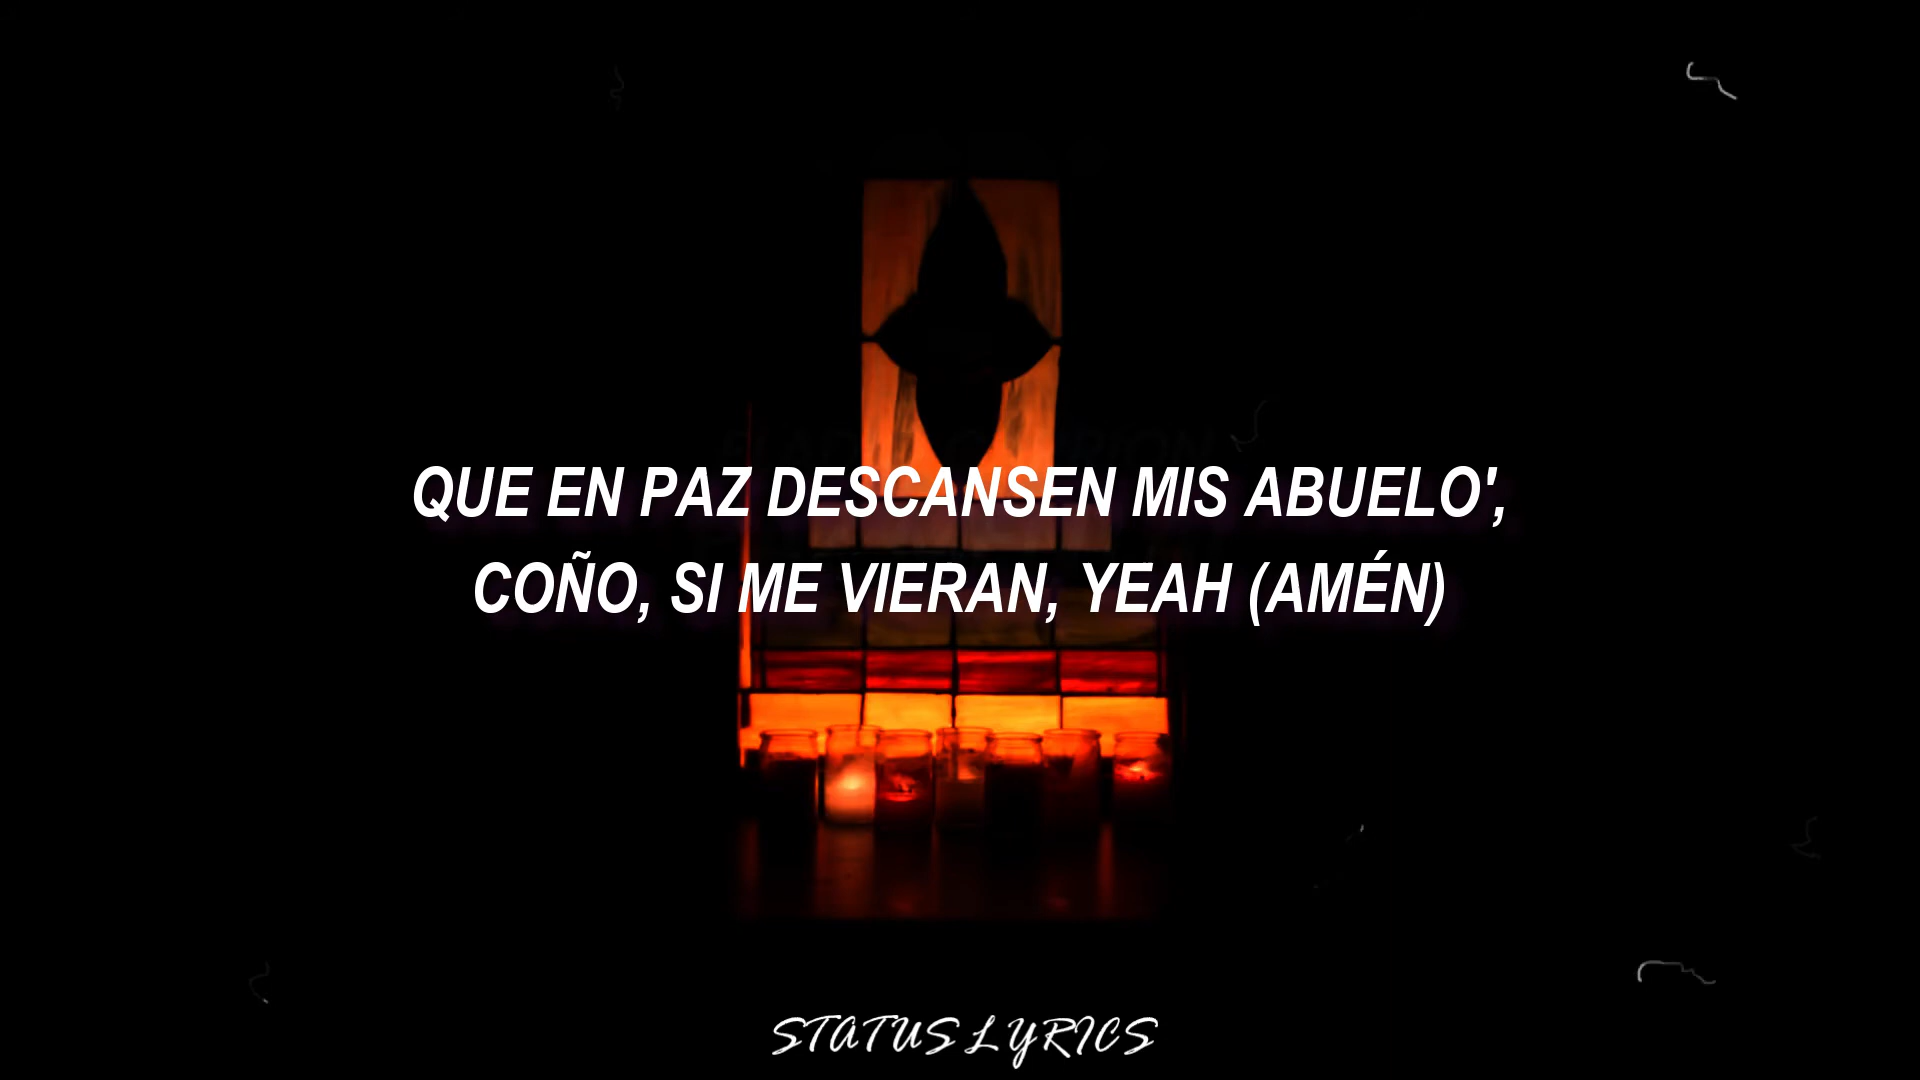 QUE EN PAZ DESCANSEN MIS ABUELO',
COÑO, SI ME VIERAN, YEAH (AMÉN)
STATUS LYRICS